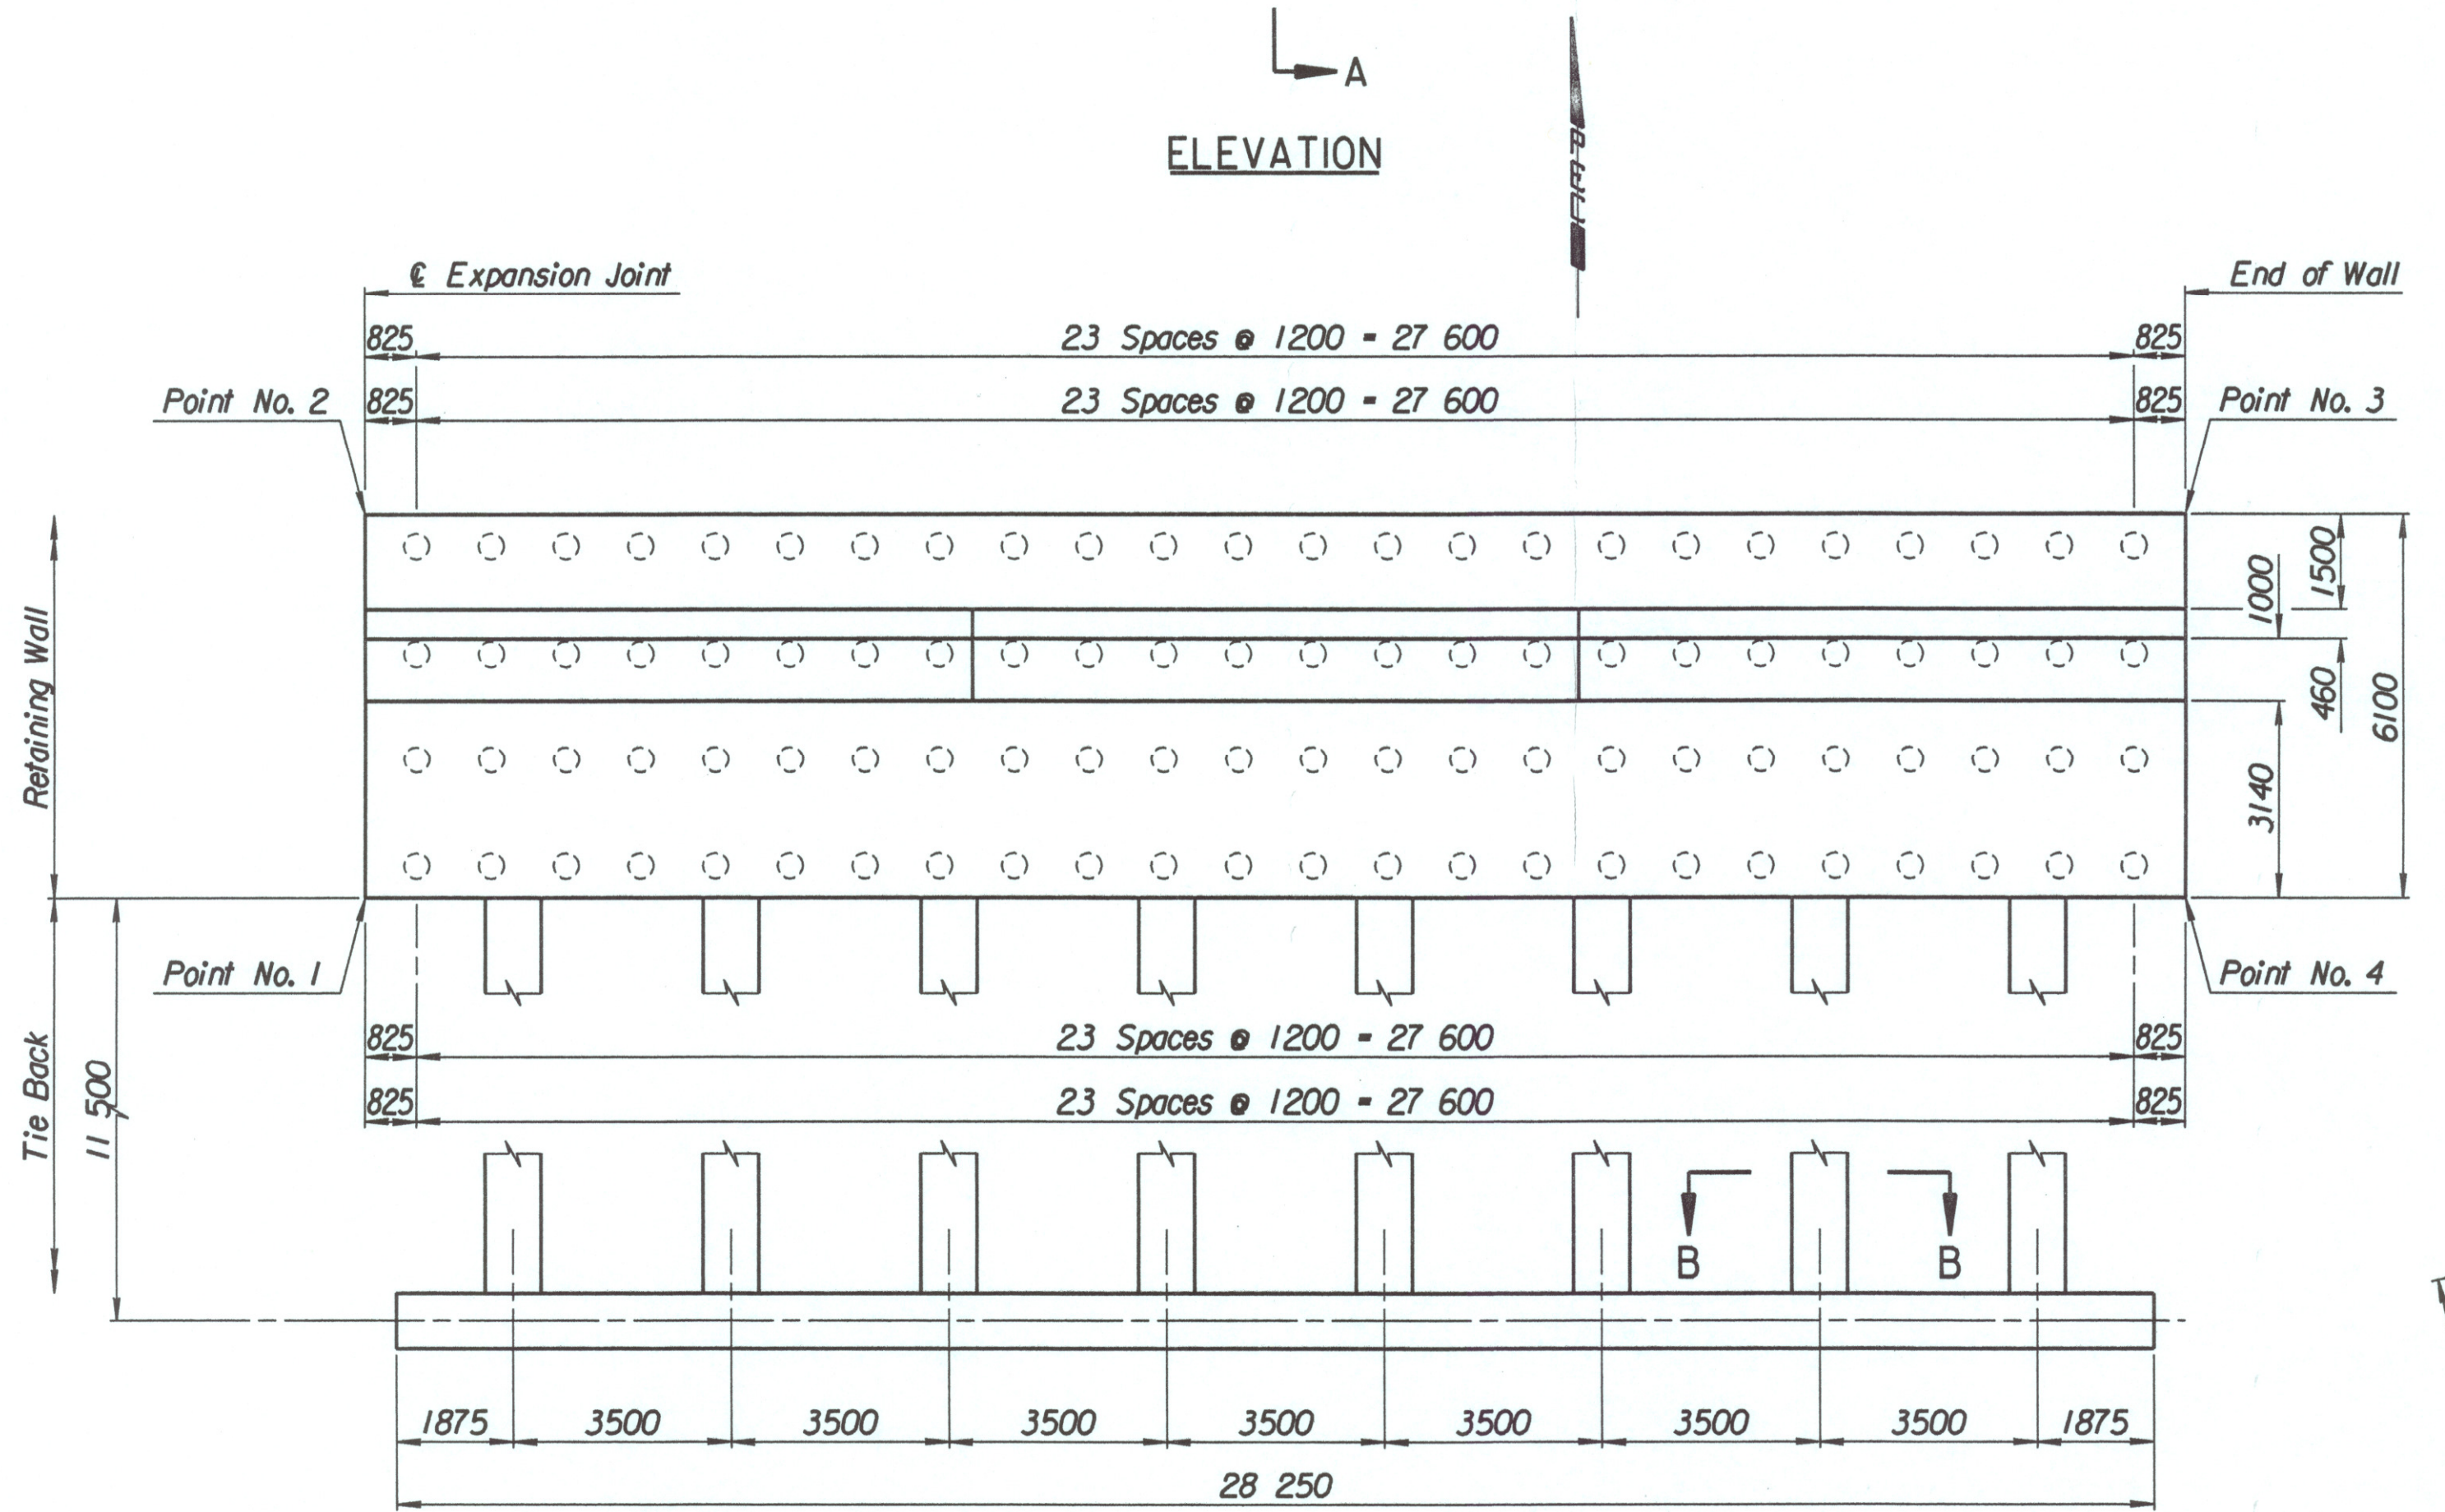 A
ELEVATION
℄ Expansion Joint
End of Wall
825
23 Spaces @ 1200 = 27 600
825
Point No. 2
825
23 Spaces @ 1200 = 27 600
825
Point No. 3
Retaining Wall
1000
1500
460
6100
3140
Point No. 1
Point No. 4
Tie Back
11 500
825
23 Spaces @ 1200 = 27 600
825
825
23 Spaces @ 1200 = 27 600
825
B
B
1875
3500
3500
3500
3500
3500
3500
3500
1875
28 250